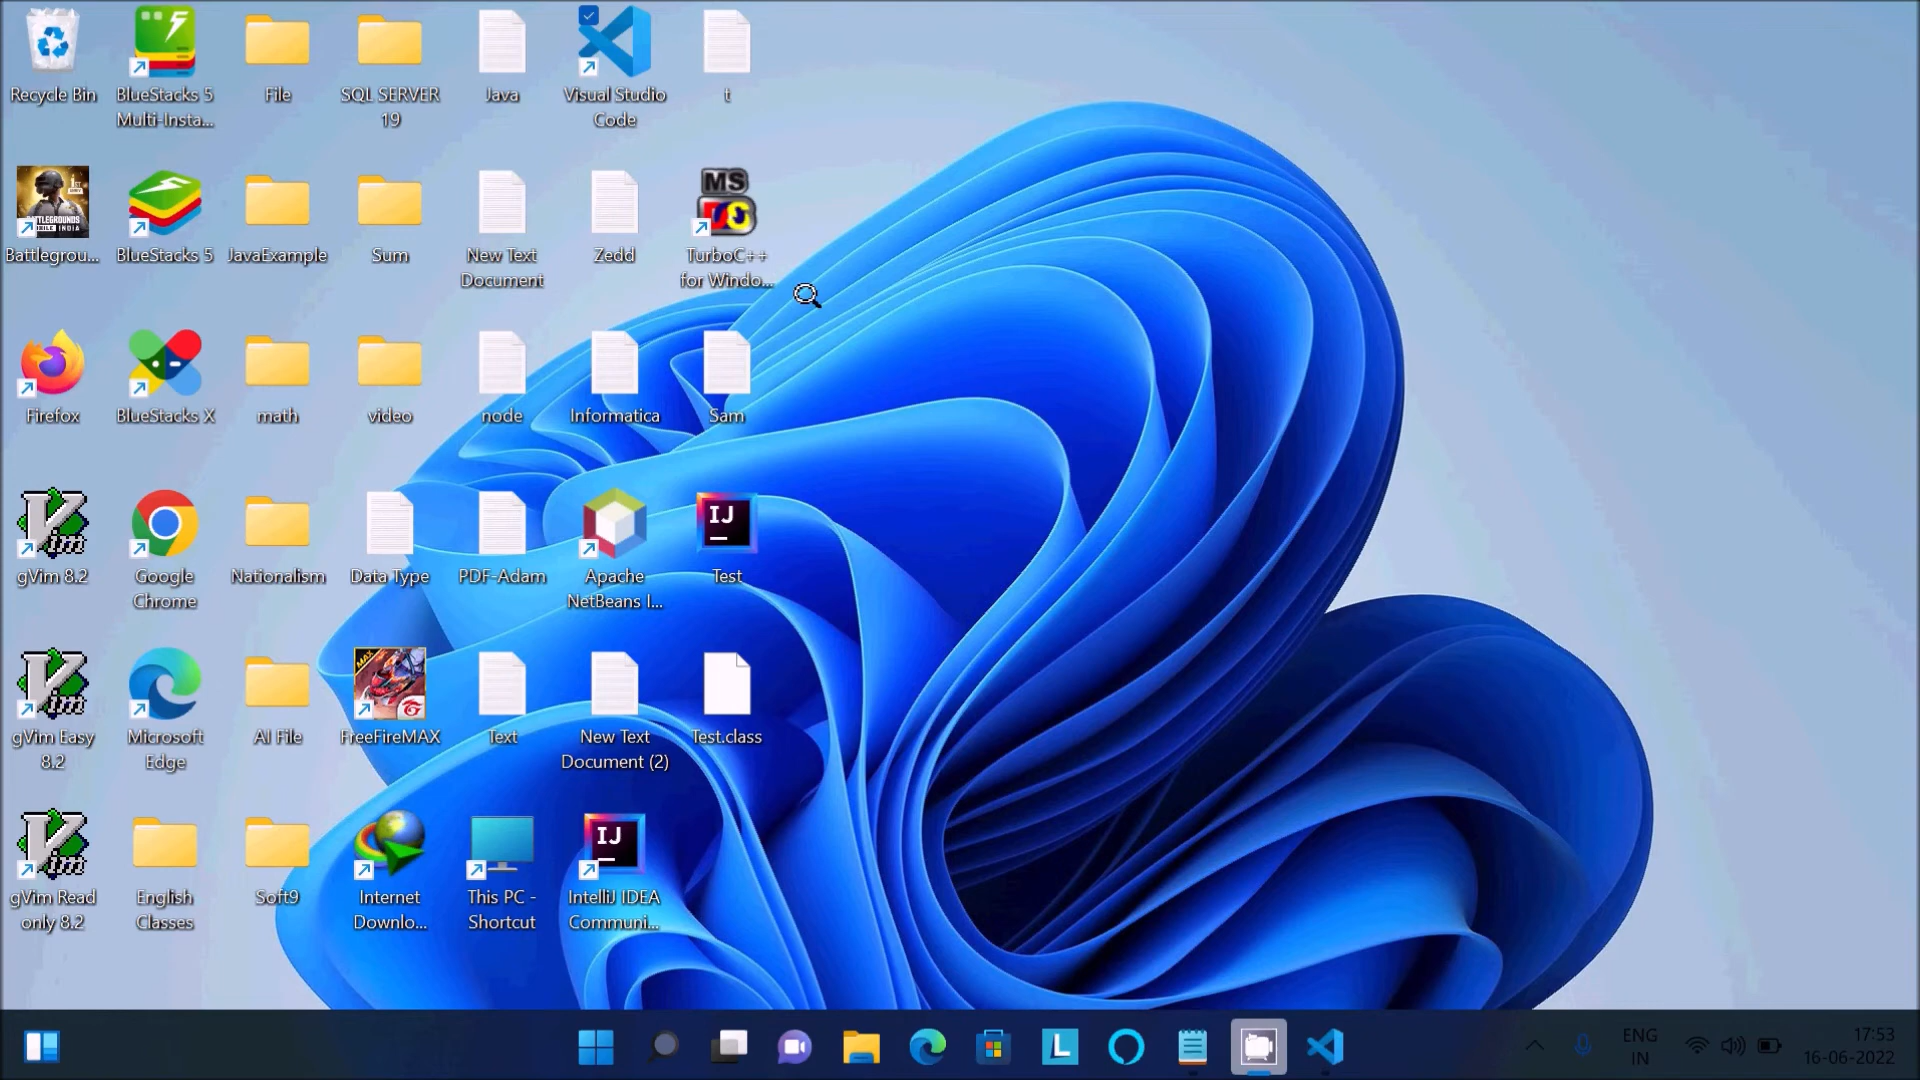 Recycle Bin
BlueStacks 5
Multi-Insta...
File
SQL SERVER
19
Java
Visual Studio
Code
t
Battlegrou...
BlueStacks 5
JavaExample
Sum
New Text
Document
Zedd
MS
TurboC++
for Windo...
Firefox
BlueStacks X
math
video
node
Informatica
Sam
gVim 8.2
Google
Chrome
Nationalism
Data Type
PDF-Adam
Apache
NetBeans I...
IJ
Test
gVim Easy
8.2
Microsoft
Edge
AI File
MAX
FreeFireMAX
Text
New Text
Document (2)
Test.class
gVim Read
only 8.2
English
Classes
Soft9
Internet
Downlo...
This PC -
Shortcut
IJ
IntelliJ IDEA
Communi...
L
ENG
IN
17:53
16-06-2022